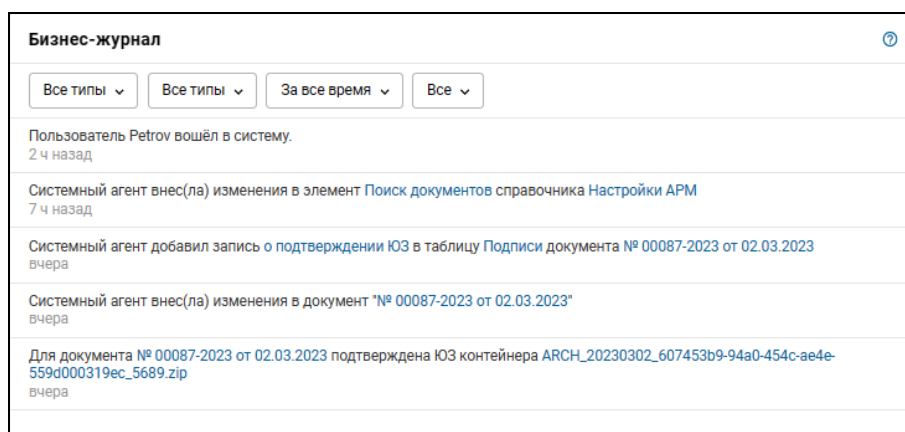 Бизнес-журнал
Все типы Все типы За все время Все
Пользователь Petrov вошёл в систему.
2 ч назад
Системный агент внес(ла) изменения в элемент Поиск документов справочника Настройки АРМ
7 ч назад
Системный агент добавил запись о подтверждении ЮЗ в таблицу Подписи документа № 00087-2023 от 02.03.2023
вчера
Системный агент внес(ла) изменения в документ "№ 00087-2023 от 02.03.2023"
вчера
Для документа № 00087-2023 от 02.03.2023 подтверждена ЮЗ контейнера ARCH_20230302_607453b9-94a0-454c-ae4e-
559d000319ec_5689.zip
вчера